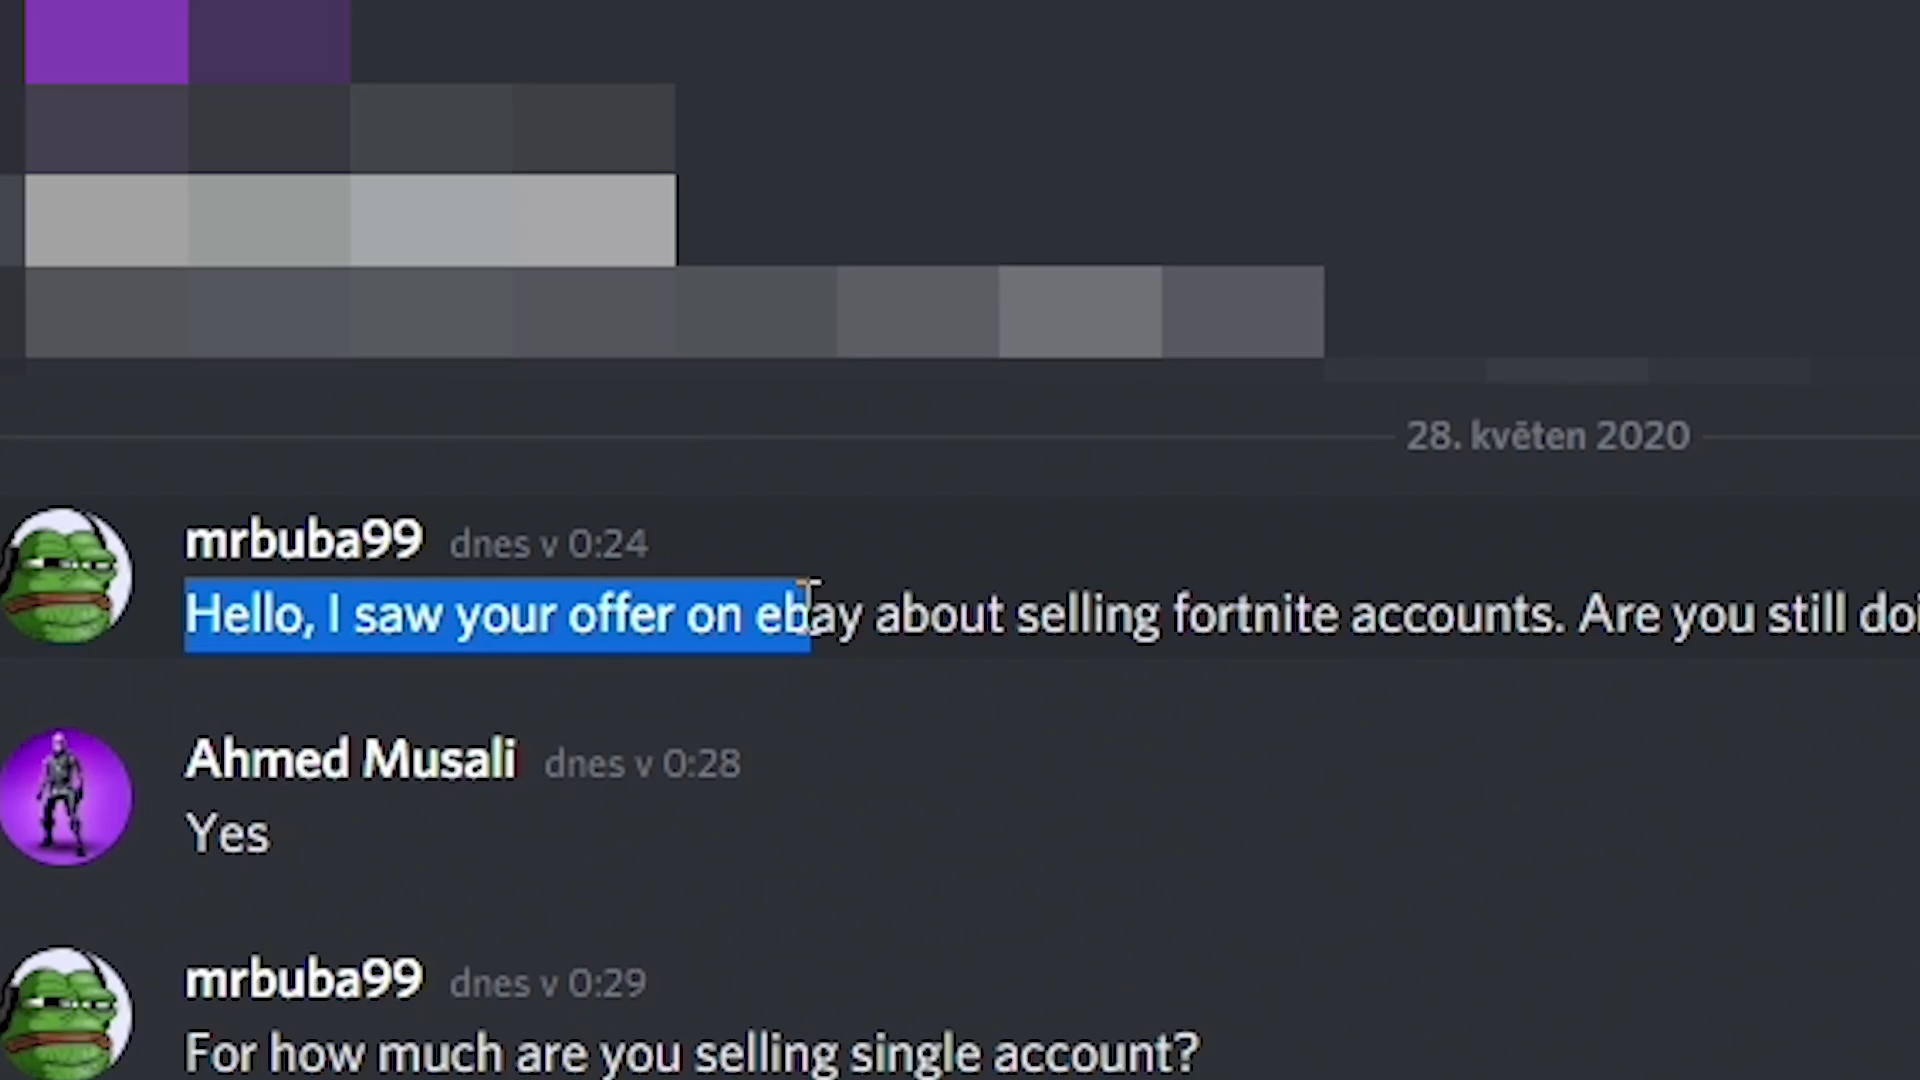 28. květen 2020
mrbuba99 dnes v 0:24
Hello, I saw your offer on ebay about selling fortnite accounts. Are you still
Ahmed Musali dnes v 0:28
Yes
mrbuba99 dnes v 0:29
For how much are you selling single account?